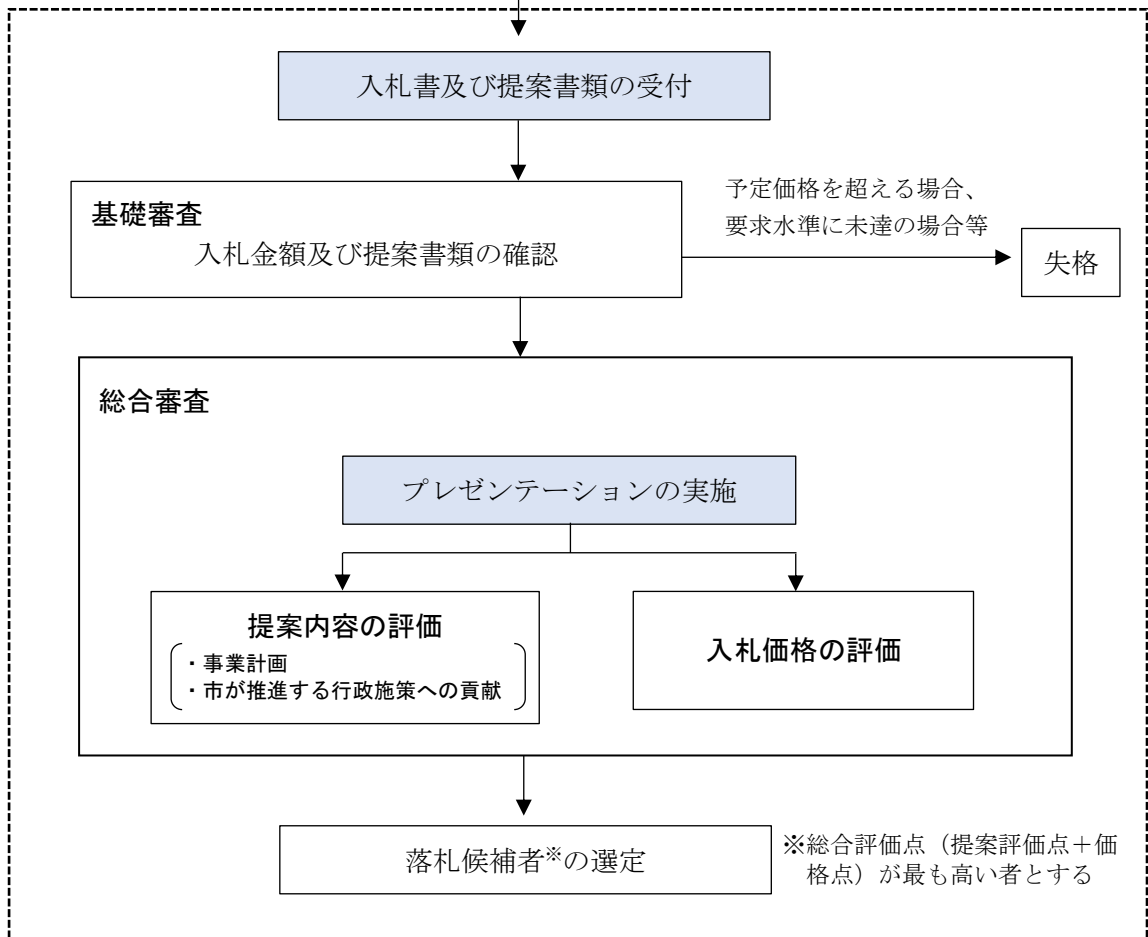 入札書及び提案書類の受付
基礎審査
入札金額及び提案書類の確認
予定価格を超える場合、
要求水準に未達の場合等
失格
総合審査
プレゼンテーションの実施
提案内容の評価
・事業計画
・市が推進する行政施策への貢献
入札価格の評価
落札候補者※の選定
※総合評価点（提案評価点＋価
格点）が最も高い者とする